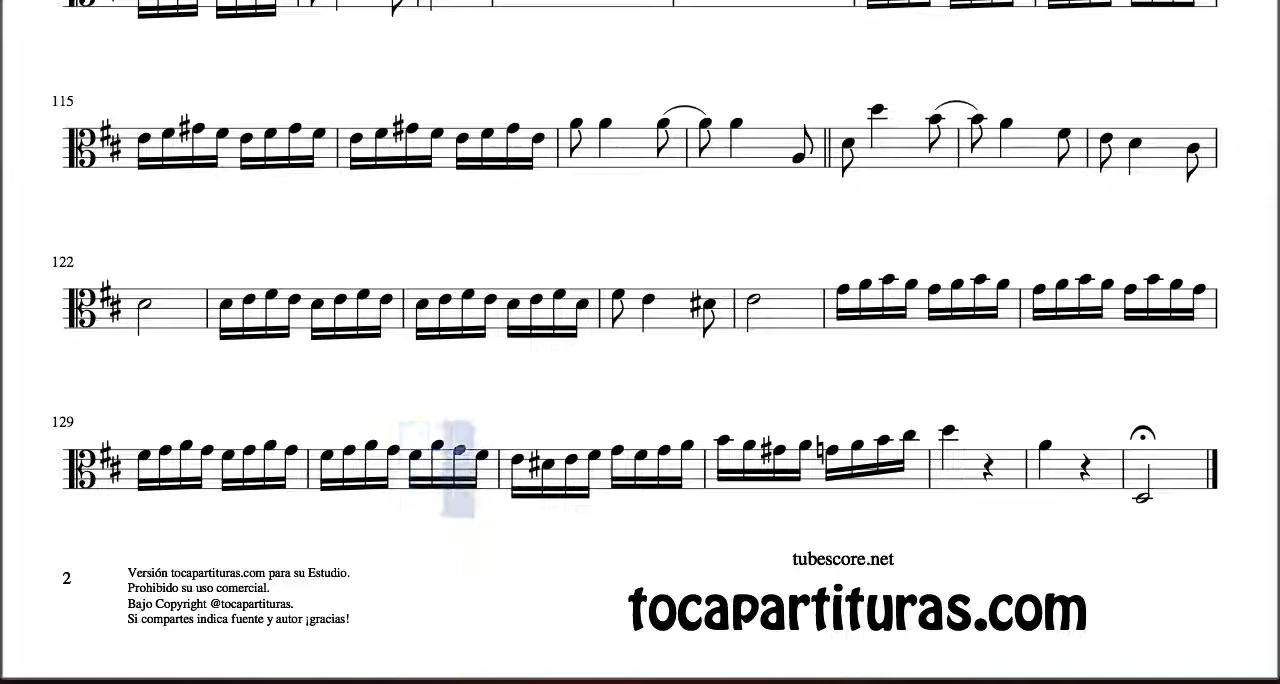 115
122
129
tubescore.net
2
Versión tocapartituras.com para su Estudio.
Prohibido su uso comercial.
Bajo Copyright @tocapartituras.
Si compartes indica fuente y autor ¡gracias!
tocapartituras.com